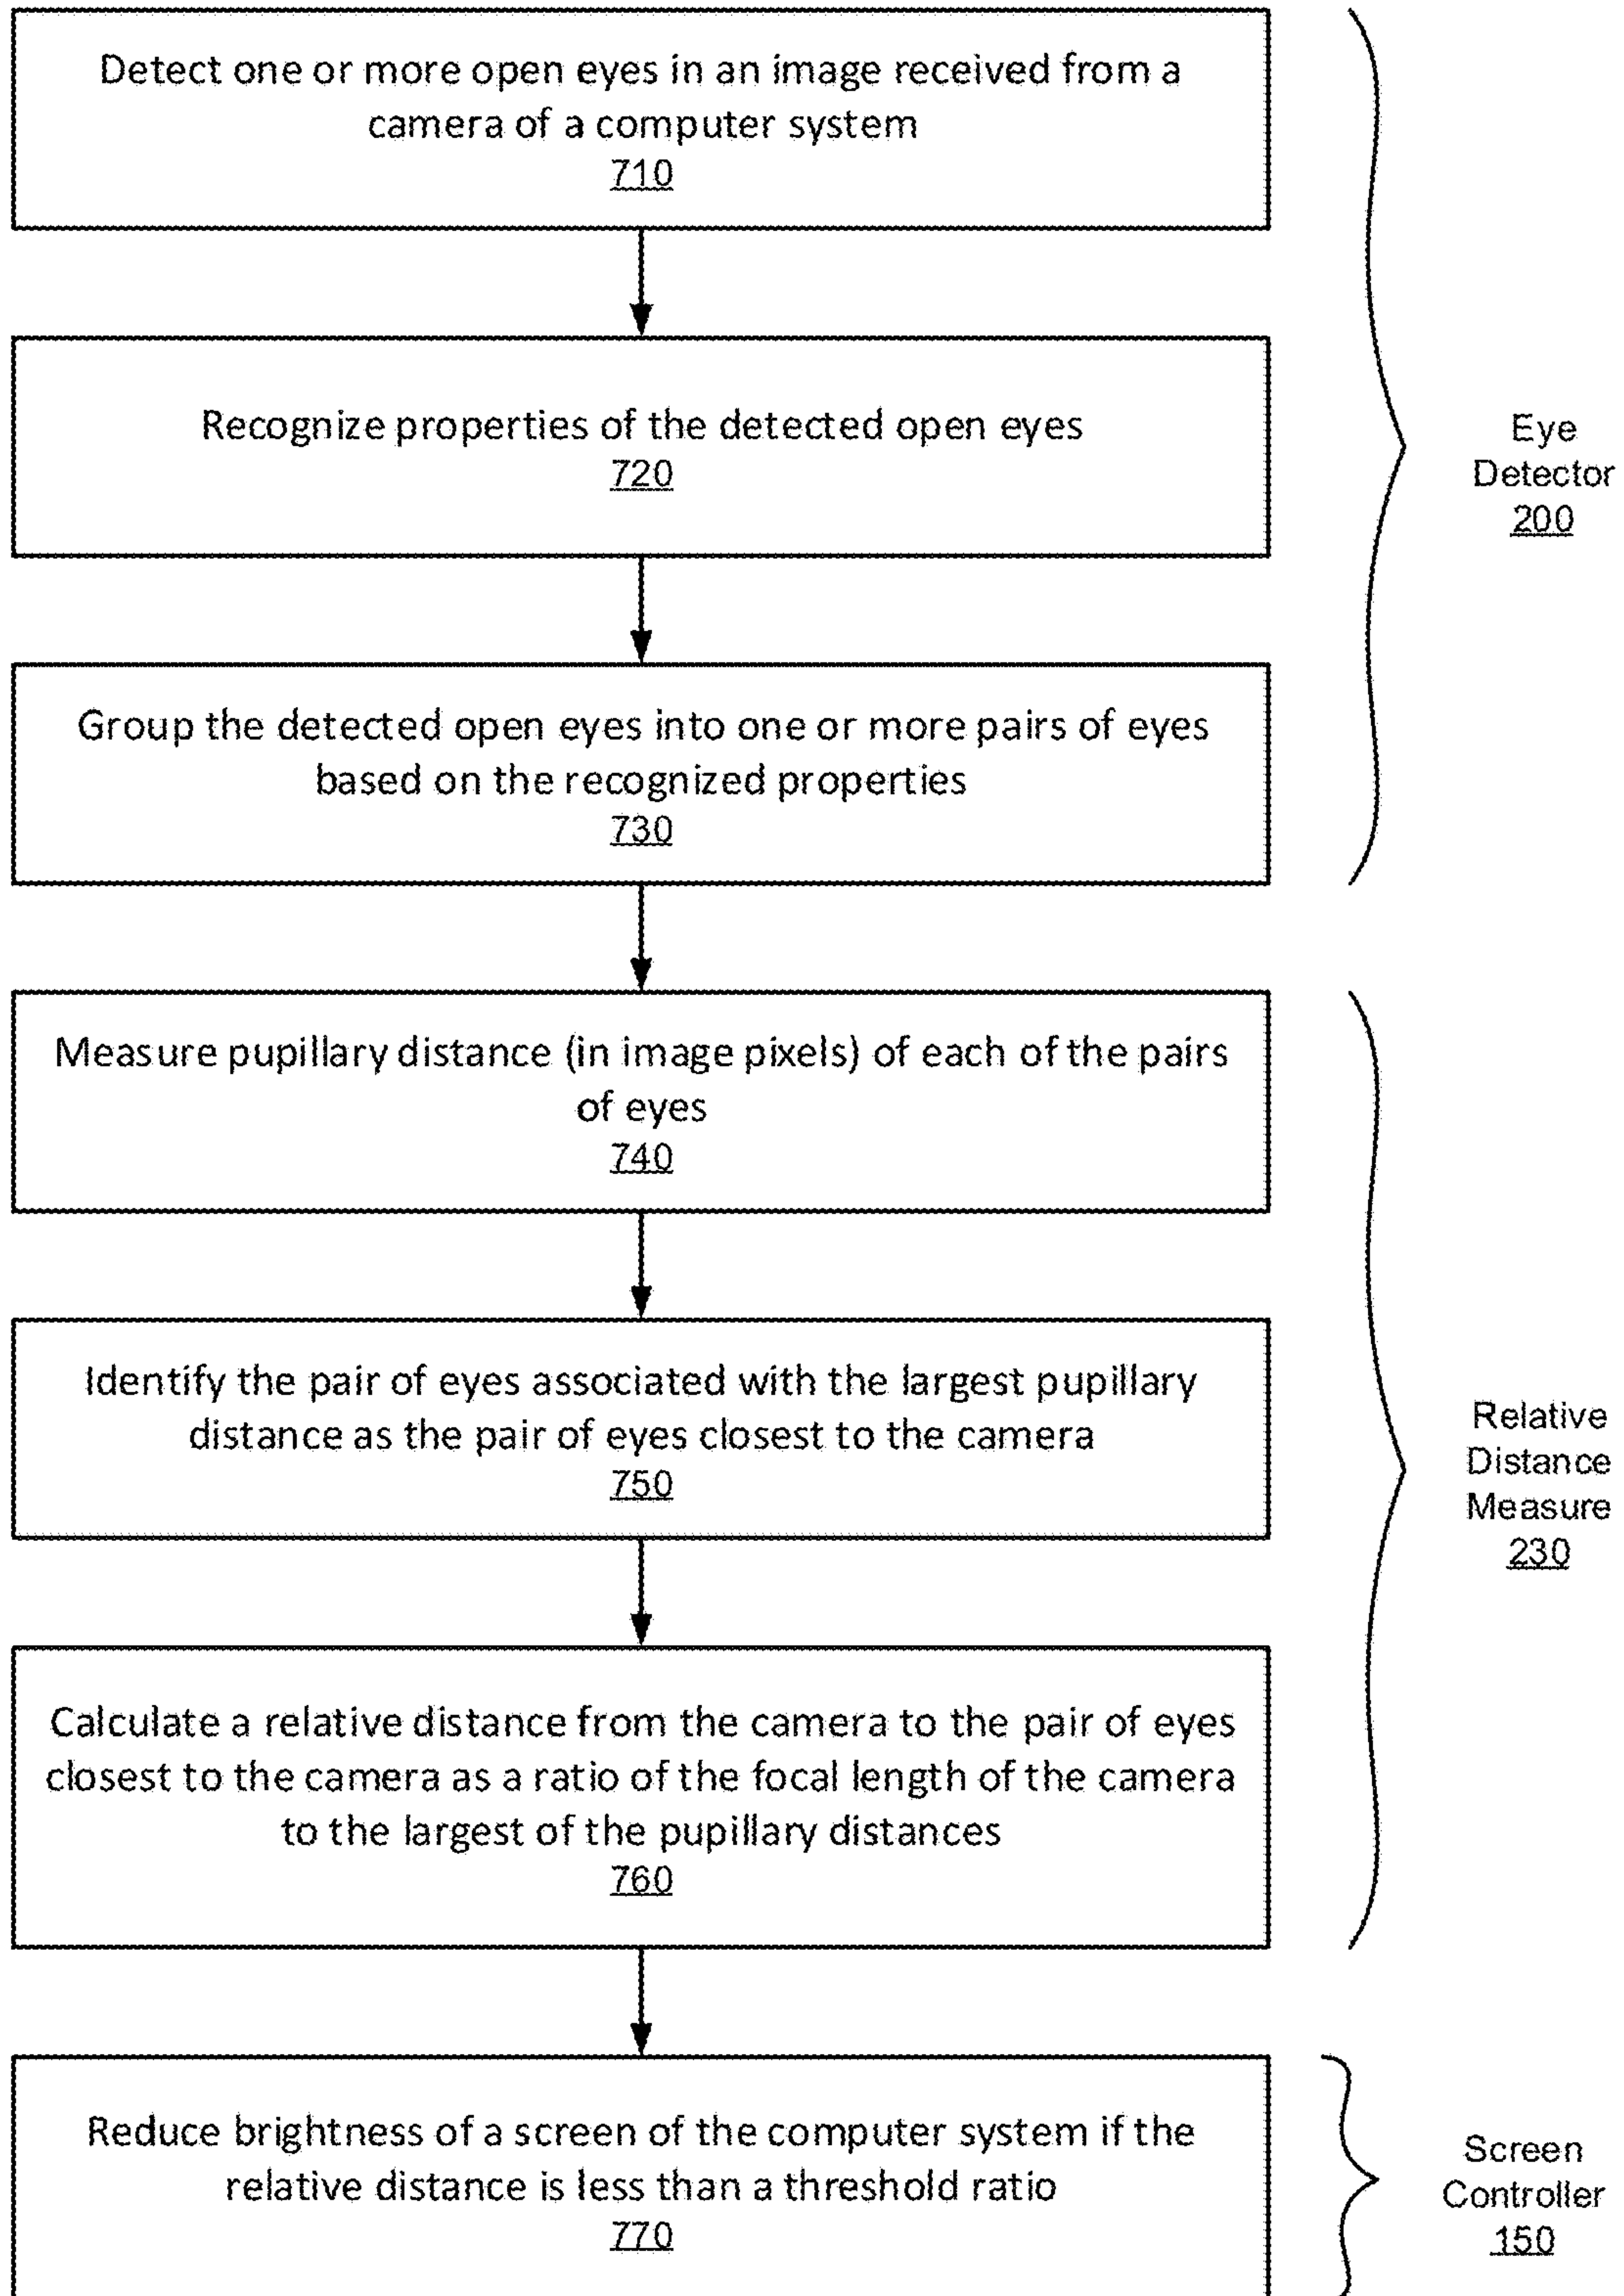 Detect one or more open eyes in an image received from a
camera of a computer system
710
Recognize properties of the detected open eyes
720
Group the detected open eyes into one or more pairs of eyes
based on the recognized properties
730
Eye
Detector
200
Measure pupillary distance (in image pixels) of each of the pairs
of eyes
740
Identify the pair of eyes associated with the largest pupillary
distance as the pair of eyes closest to the camera
750
Calculate a relative distance from the camera to the pair of eyes
closest to the camera as a ratio of the focal length of the camera
to the largest of the pupillary distances
760
Relative
Distance
Measure
230
Reduce brightness of a screen of the computer system if the
relative distance is less than a threshold ratio
770
Screen
Controller
150